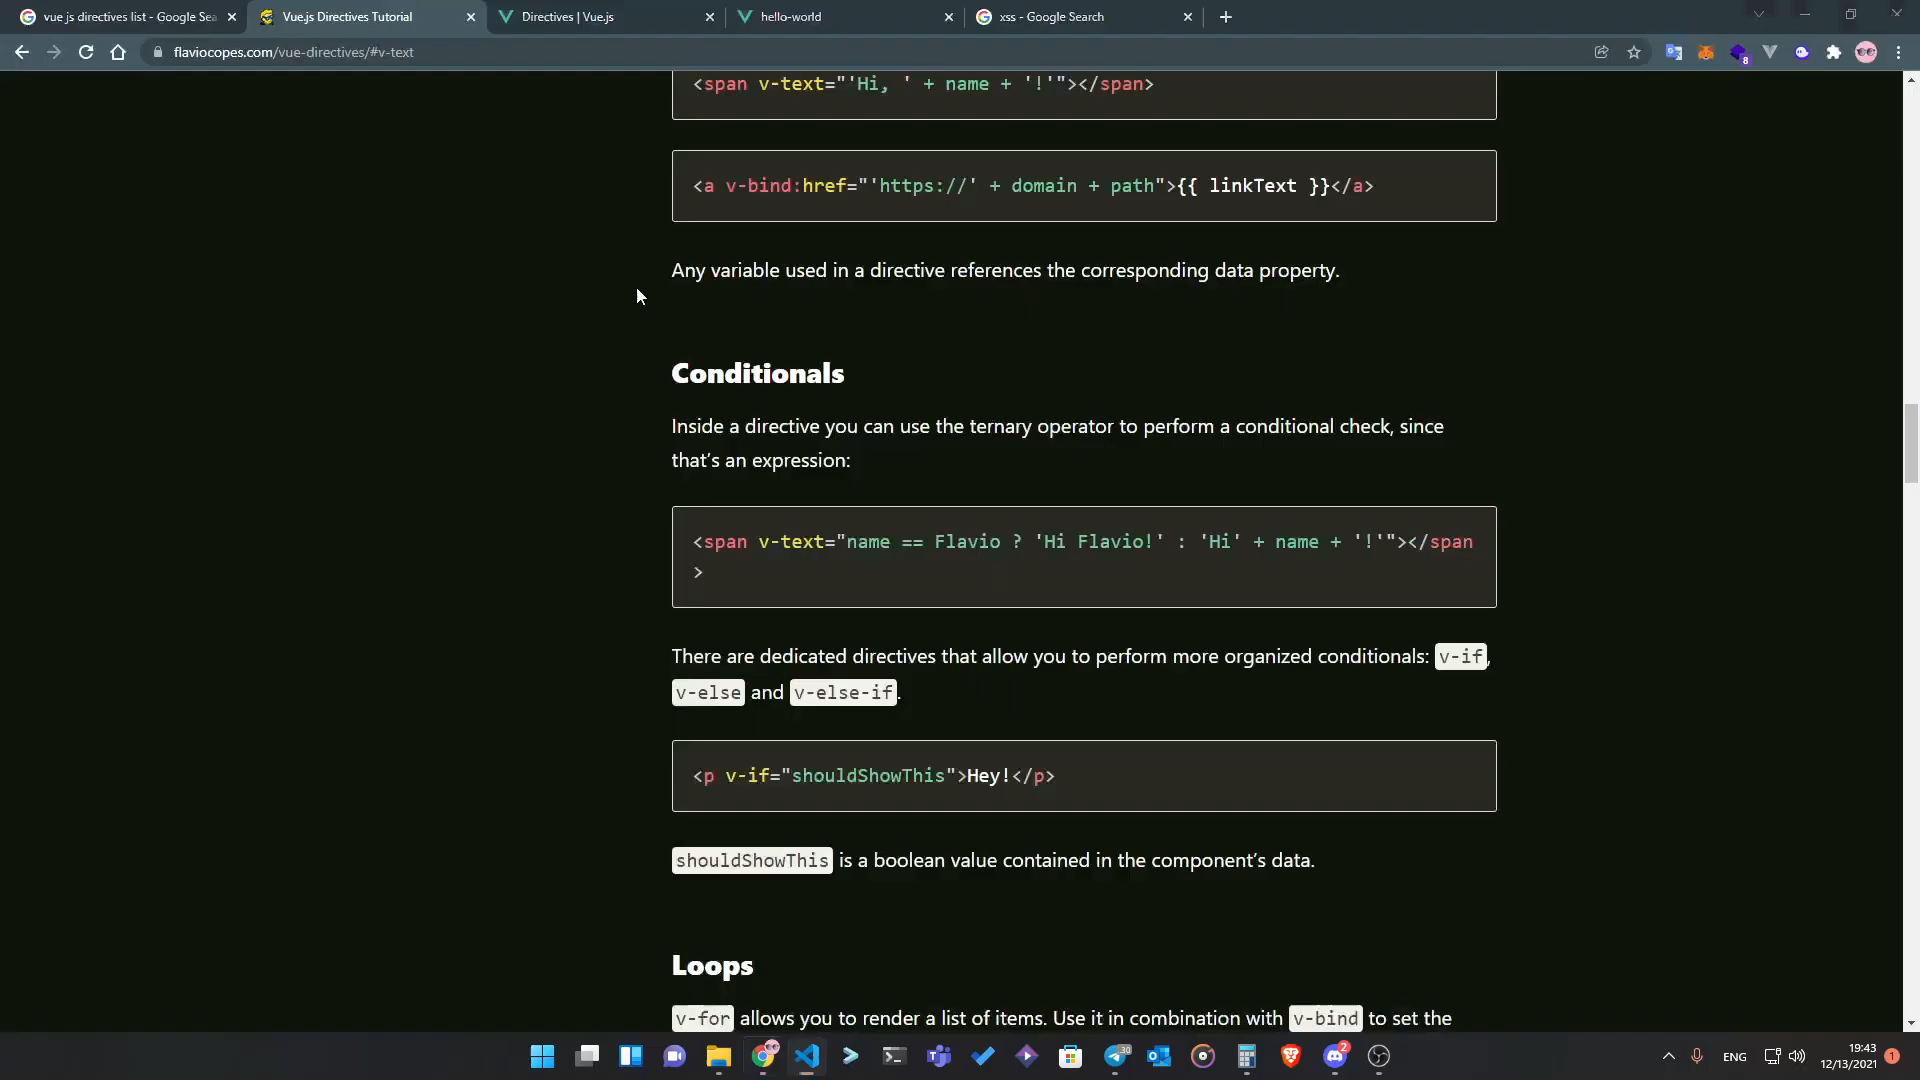 vue js directives list - Google Sea
Vue.js Directives Tutorial
Directives | Vue.js
hello-world
xss - Google Search
flaviocopes.com/vue-directives/#v-text
8
<span v-text="'Hi, ' + name + '!'"></span>
<a v-bind:href="'https://' + domain + path">{{ linkText }}</a>
Any variable used in a directive references the corresponding data property.
Conditionals
Inside a directive you can use the ternary operator to perform a conditional check, since
that's an expression:
<span v-text="name == Flavio ? 'Hi Flavio!' : 'Hi' + name + '!'"></span
>
There are dedicated directives that allow you to perform more organized conditionals: v-if,
v-else and v-else-if.
<p v-if="shouldShowThis">Hey!</p>
shouldShowThis is a boolean value contained in the component's data.
Loops
v-for allows you to render a list of items. Use it in combination with v-bind to set the
30
2
ENG
19:43
12/13/2021
1